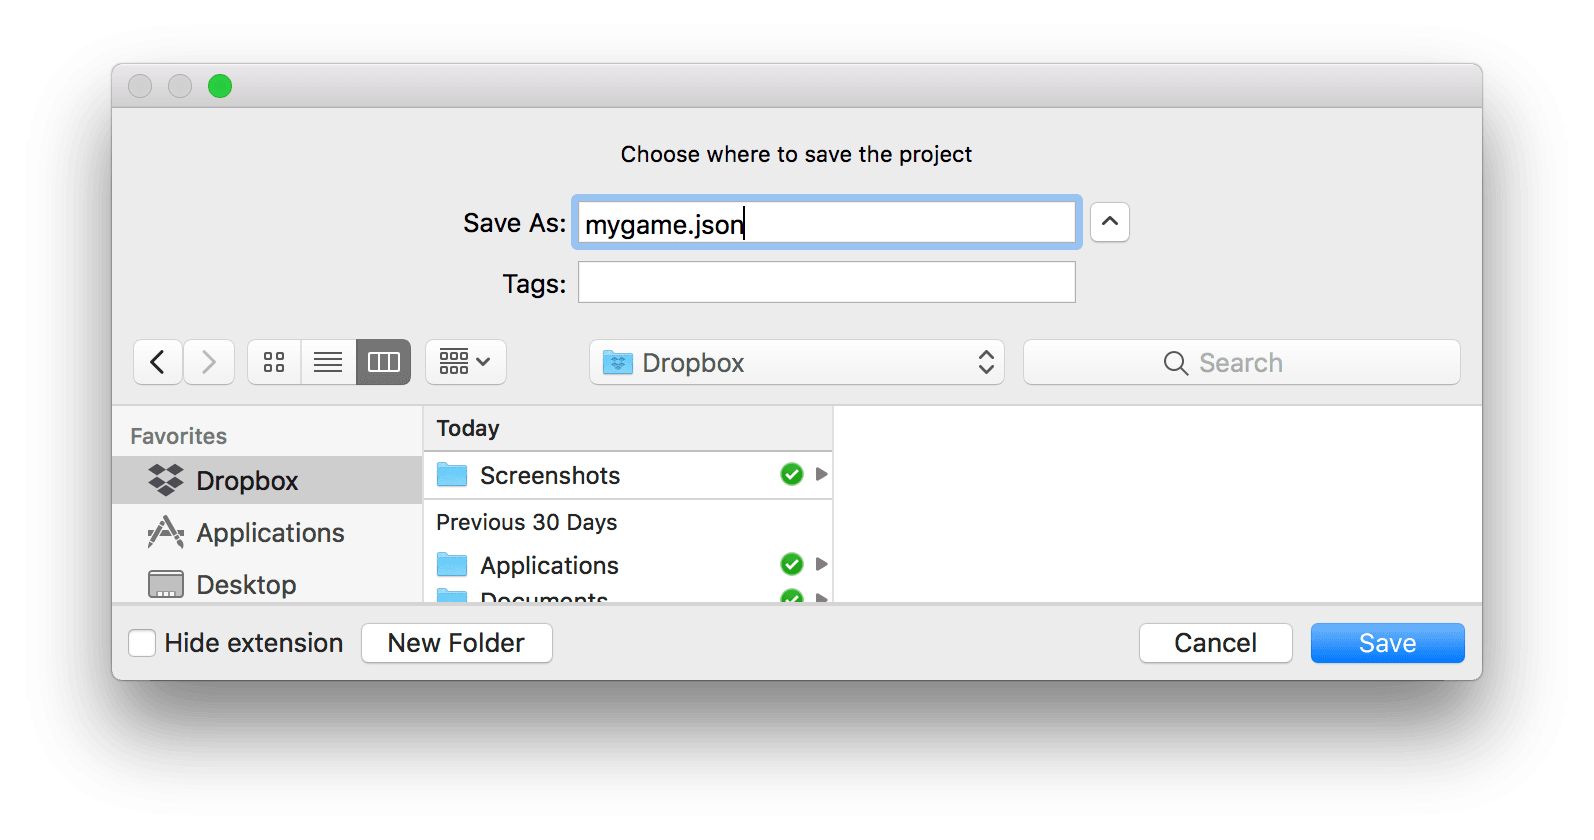 Choose where to save the project
Save As: mygame.json
Tags:
Dropbox
Search
Favorites
Dropbox
Applications
Desktop
Today
Screenshots
Previous 30 Days
Applications
Documents
Hide extension
New Folder
Cancel
Save